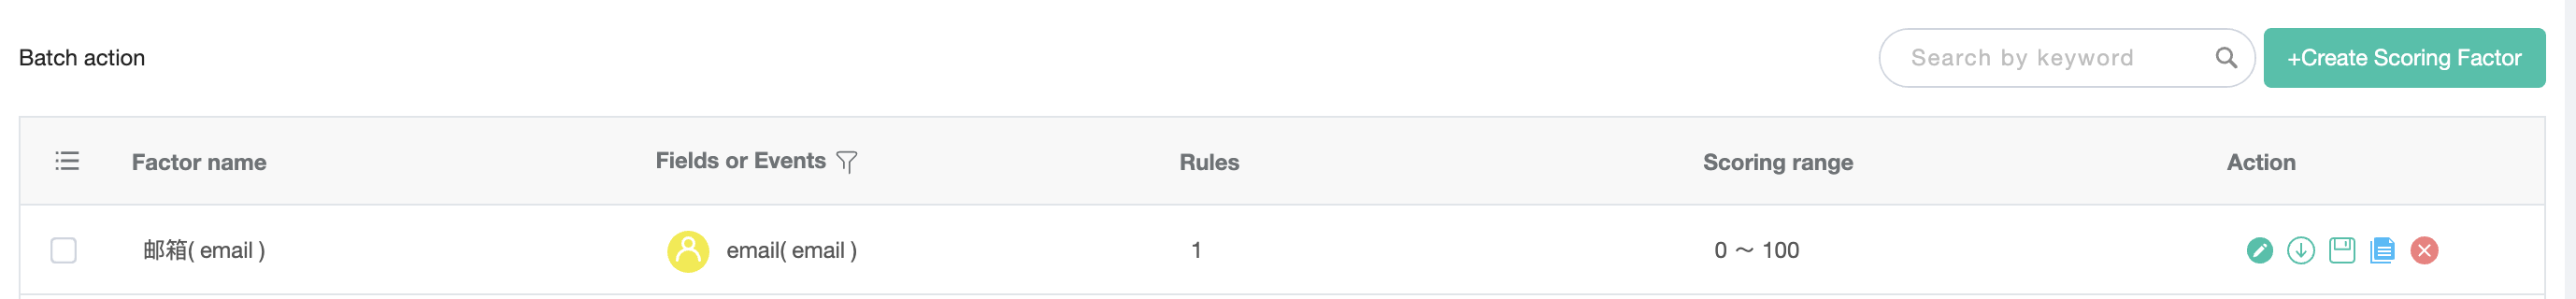 Batch action
Search by keyword
+Create Scoring Factor
Factor name
Fields or Events
Rules
Scoring range
Action
邮箱( email )
email( email )
1
0 ~ 100